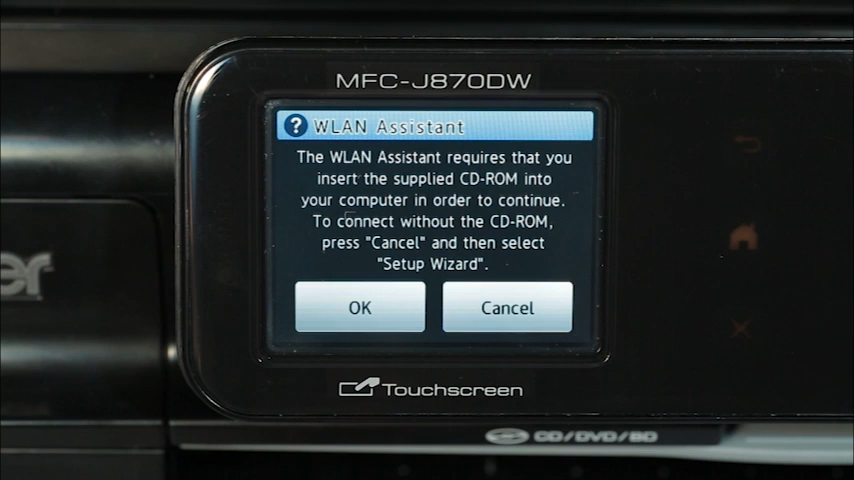 MFC-J870DW
? WLAN Assistant
The WLAN Assistant requires that you
insert the supplied CD-ROM into
your computer in order to continue.
To connect without the CD-ROM,
press "Cancel" and then select
"Setup Wizard".
OK
Cancel
Touchscreen
CD/DVD/BD